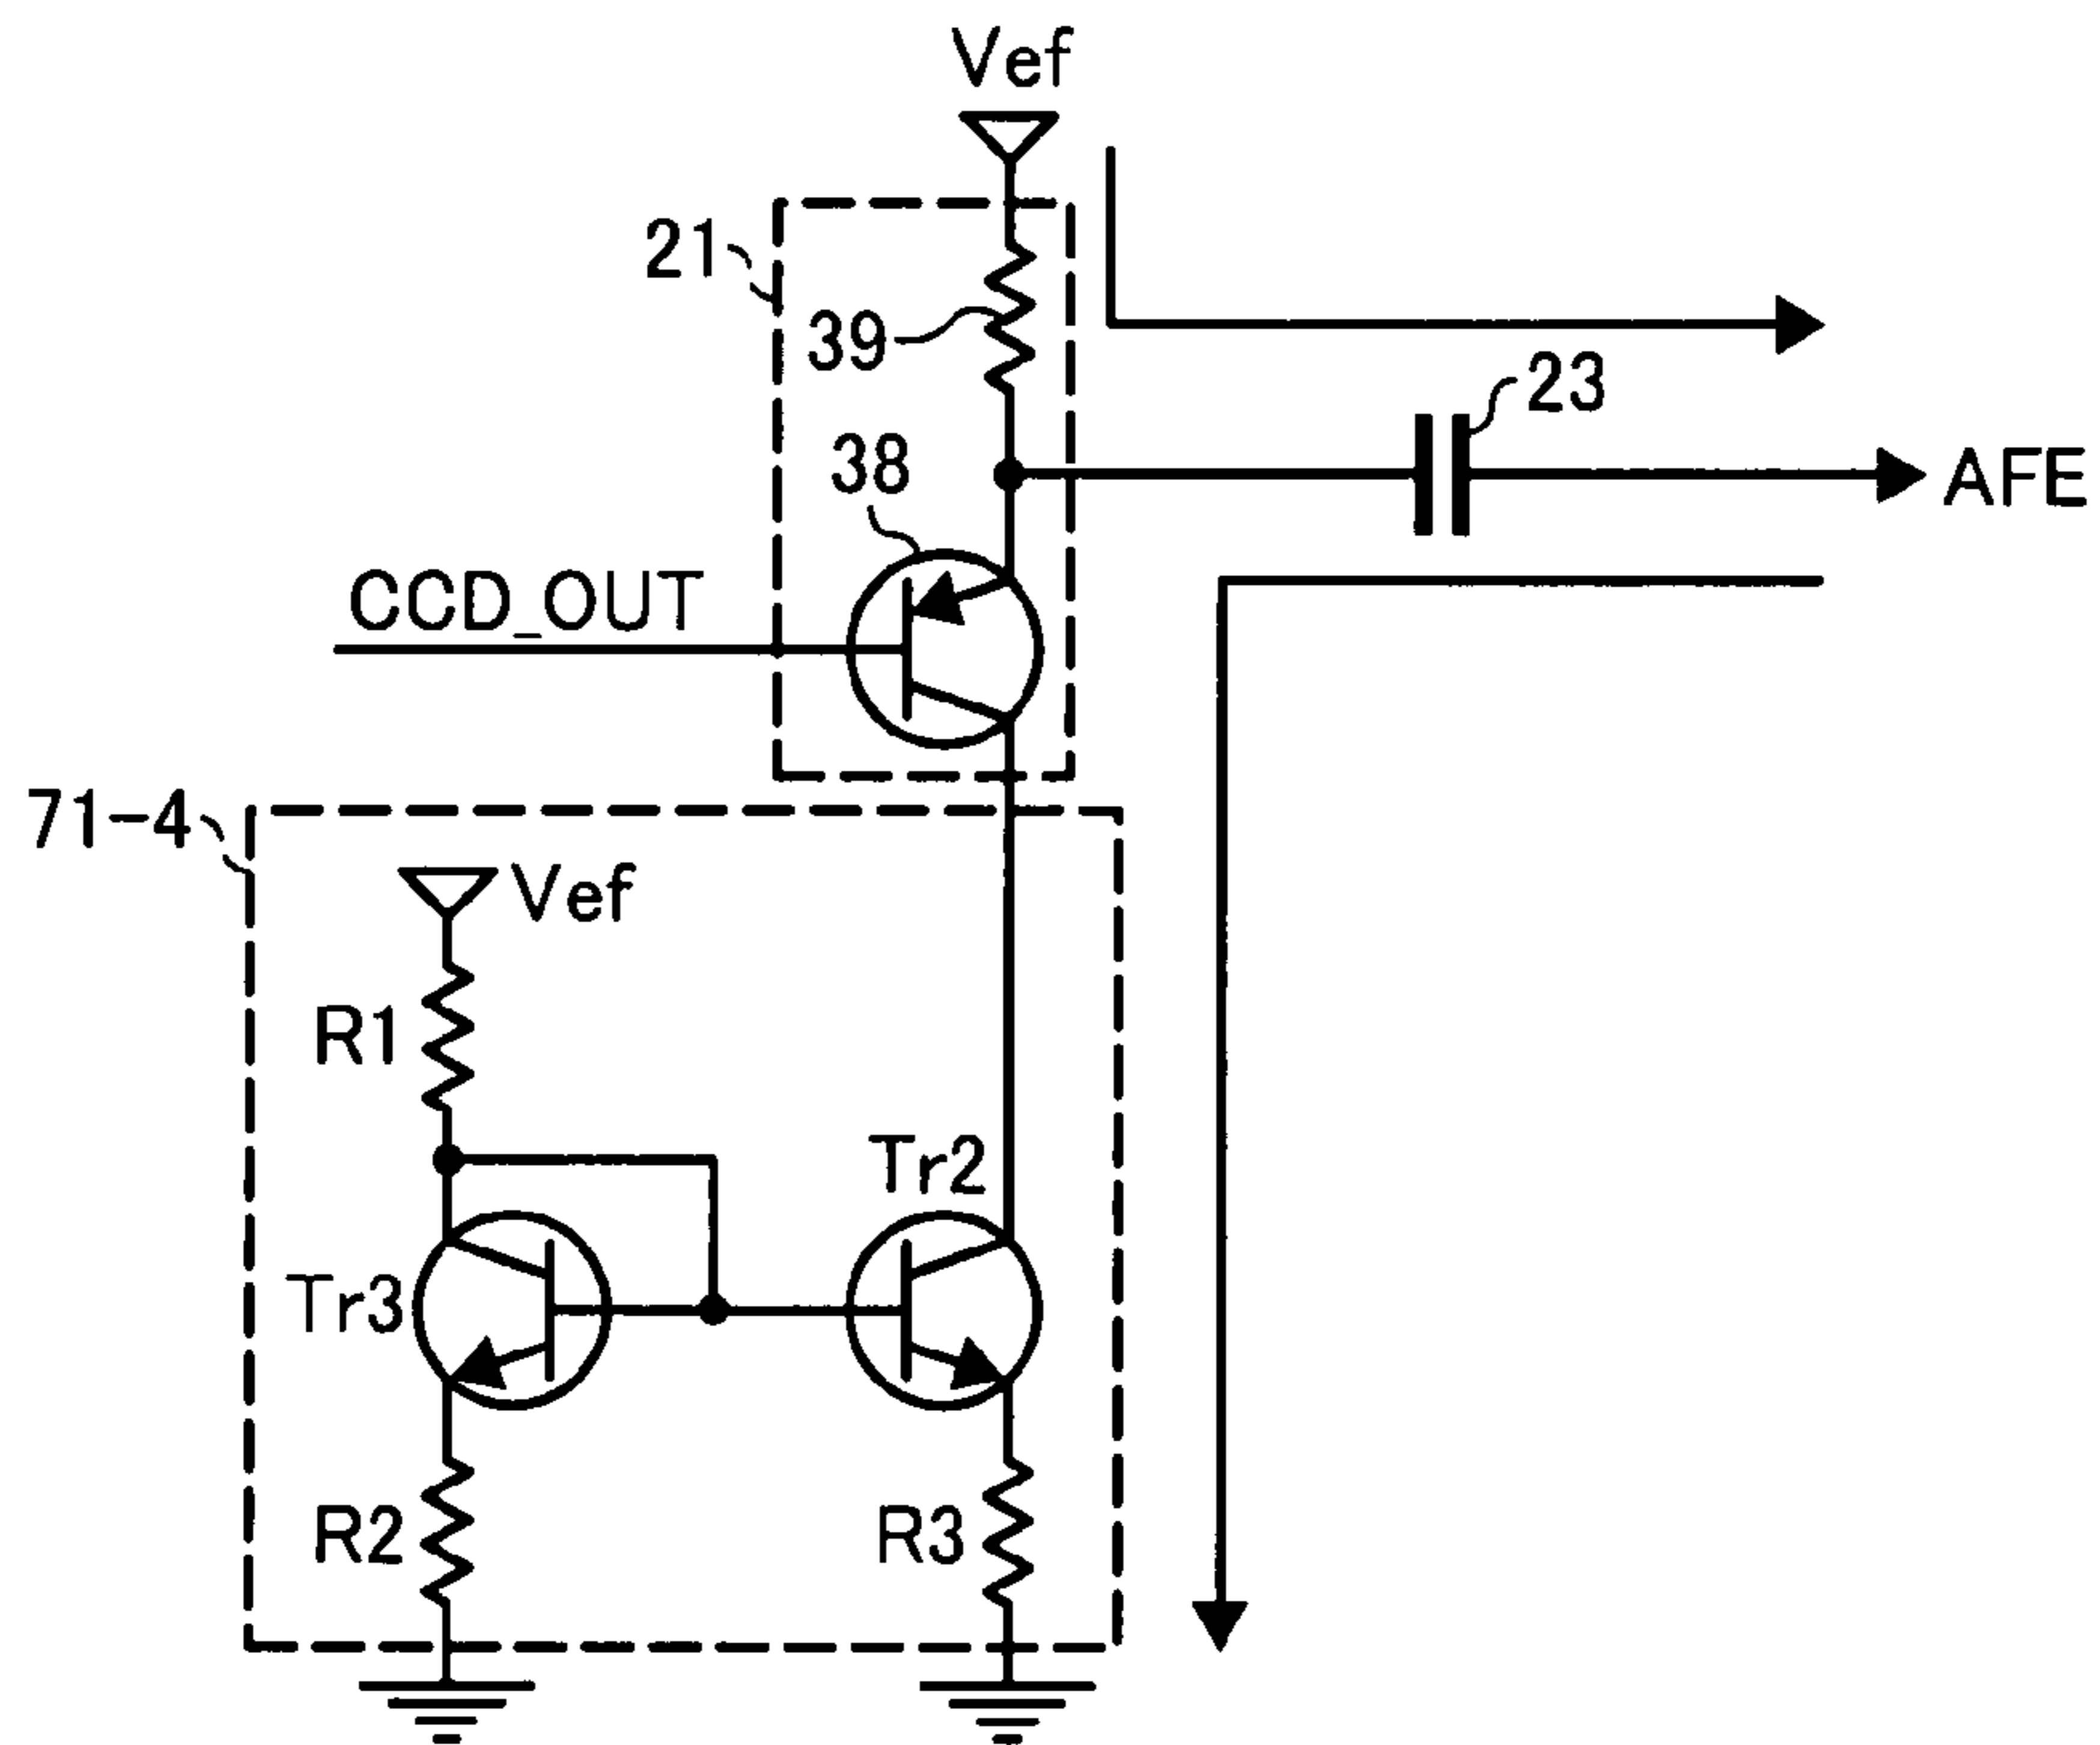 Vef
21
39
23
38
AFE
CCD_OUT
71-4
Vef
R1
Tr2
Tr3
R2
R3